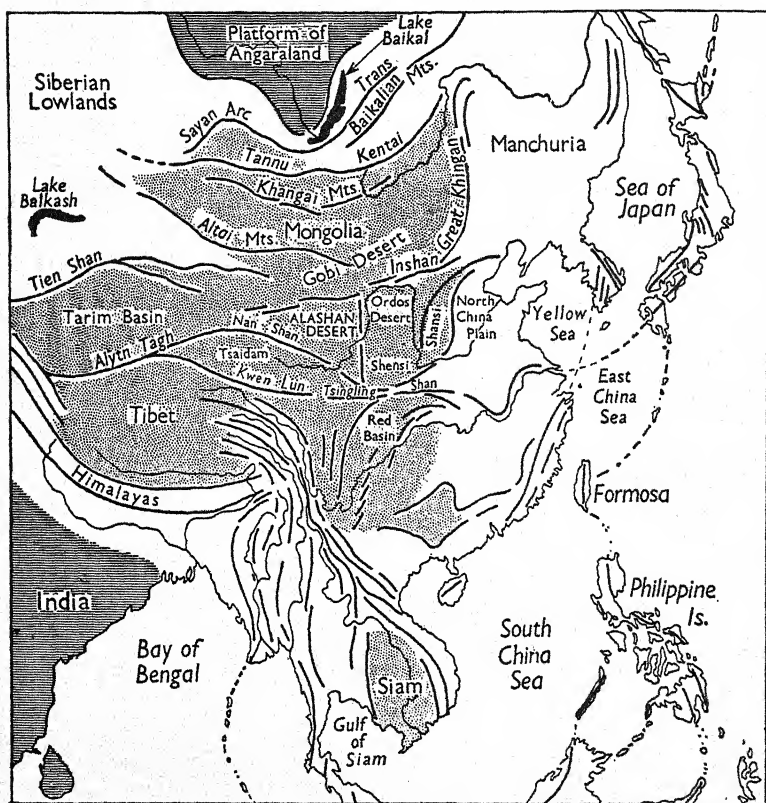 Lake
Baikal
Platform of
Angaraland
Siberian
Lowlands
Trans
Baikalian Mts.
Sayan Arc
Tannu
Kentai
Khangai Mts.
Manchuria
Lake
Balkash
Altai Mts.
Mongolia
Great Khingan
Sea of
Japan
Gobi Desert
Inshan
Tien Shan
Tarim Basin
Nan Shan
ALASHAN
DESERT
Ordos
Desert
Shansi
North
China
Plain
Yellow
Sea
Alytn Tagh
Tsaidam
Shensi
Kwen Lun
Tsingling Shan
East
China
Sea
Tibet
Red
Basin
Himalayas
Formosa
India
Philippine
Is.
Bay of
Bengal
South
China
Sea
Siam
Gulf
of
Siam